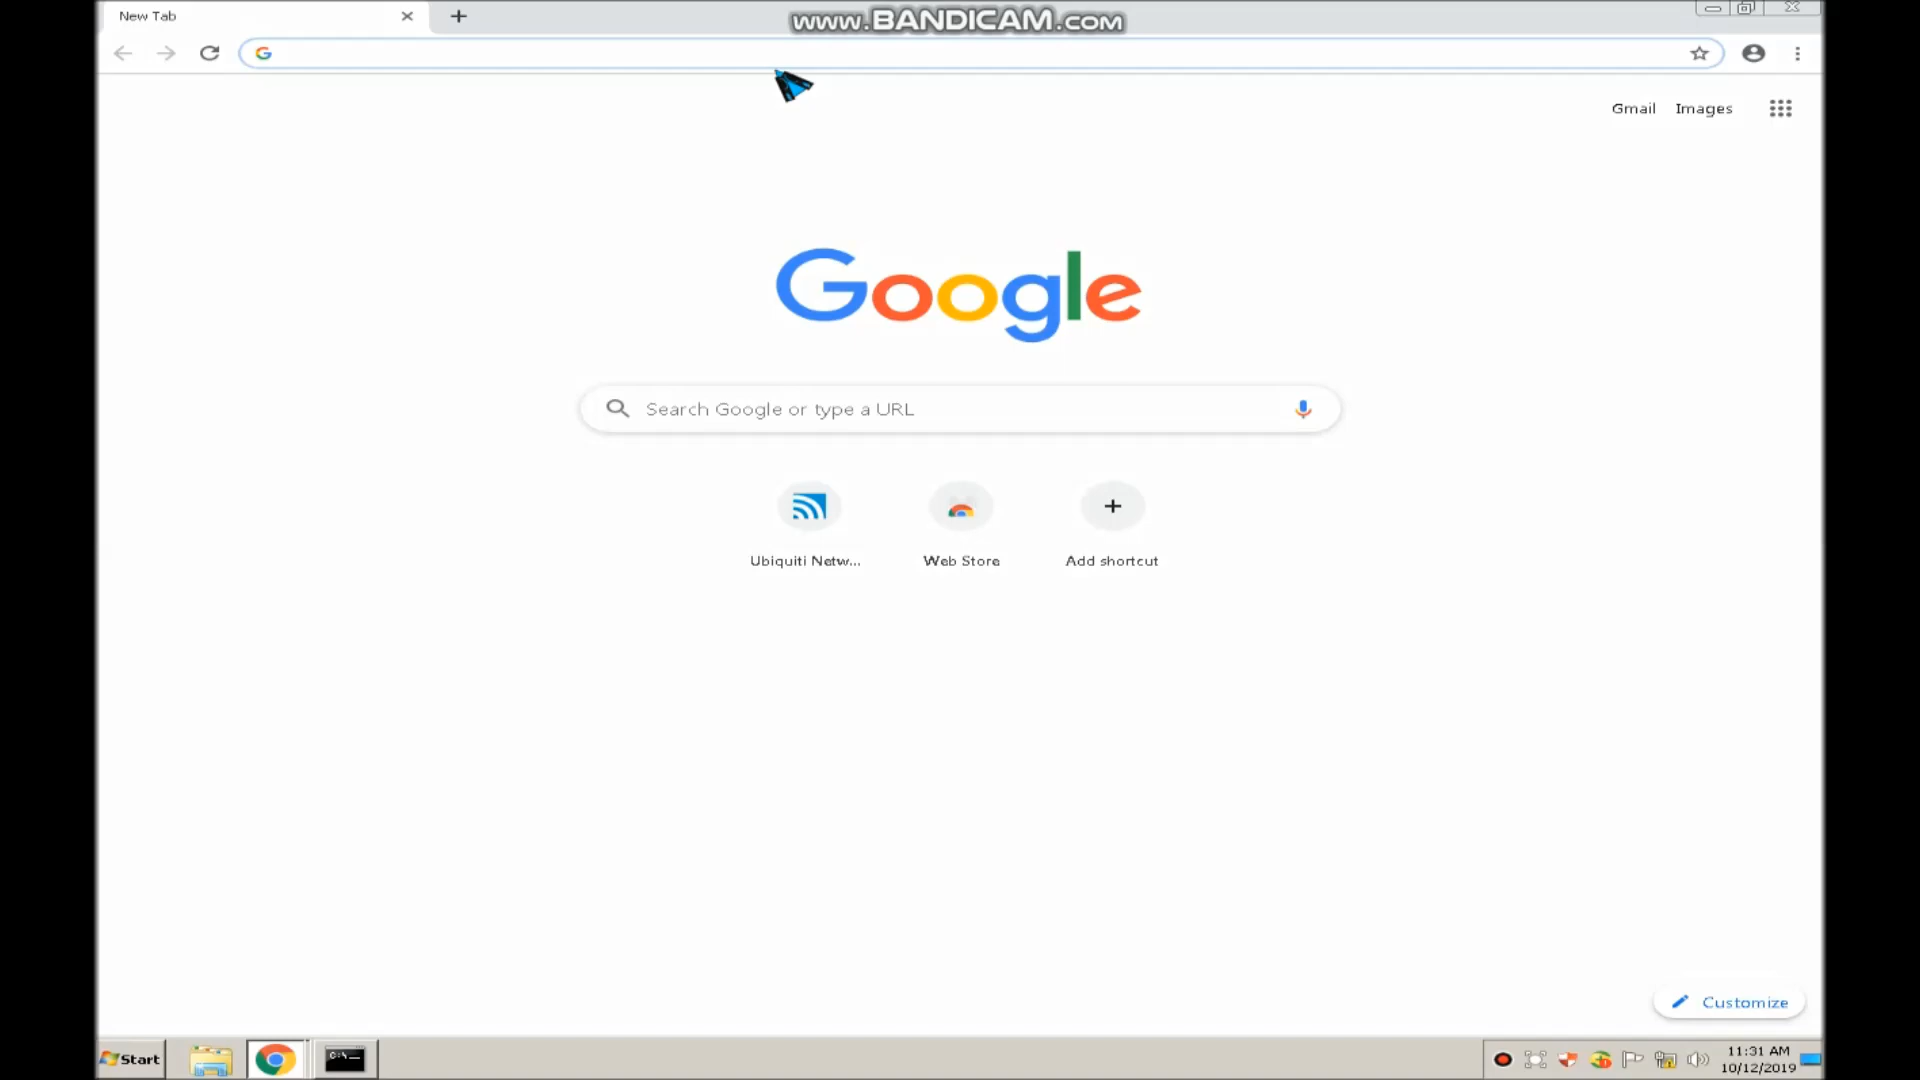 New Tab
www.BANDICAM.com
Gmail Images
Google
Search Google or type a URL
Ubiquiti Netw... Web Store Add shortcut
Customize
Start
C:\
11:31 AM
10/12/2019